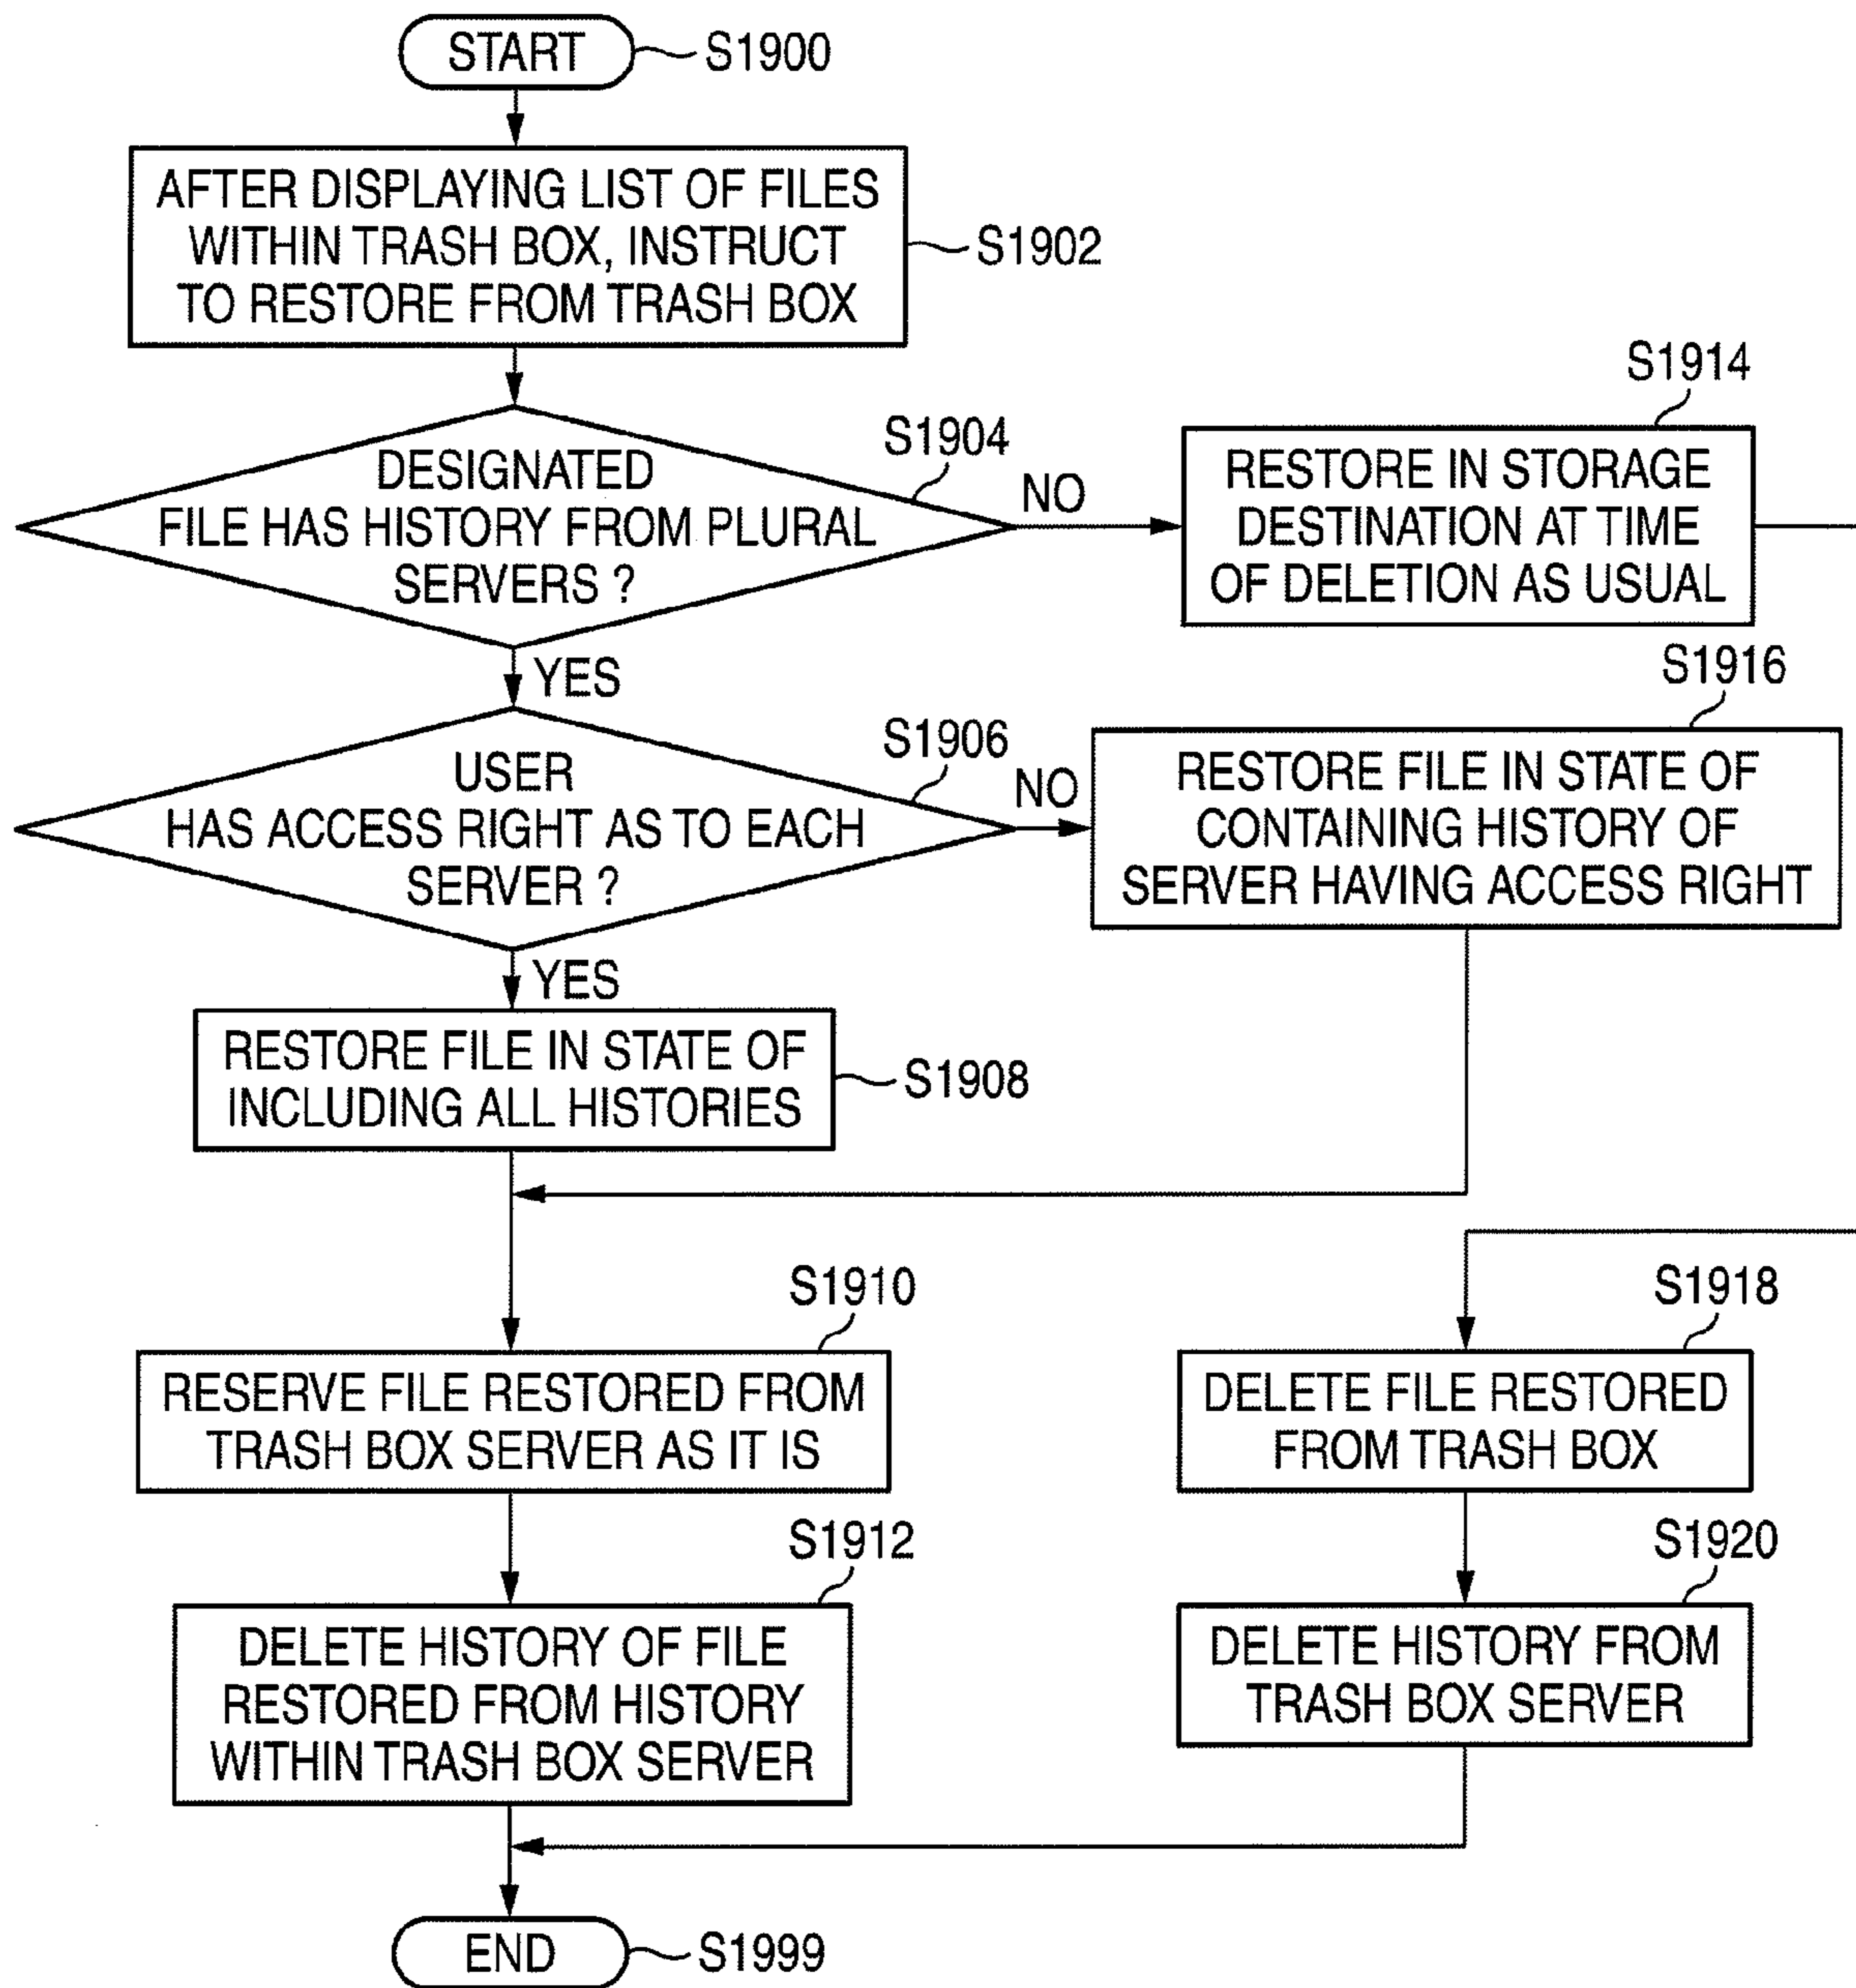 START
S1900
AFTER DISPLAYING LIST OF FILES
WITHIN TRASH BOX, INSTRUCT
TO RESTORE FROM TRASH BOX
S1902
DESIGNATED
FILE HAS HISTORY FROM PLURAL
SERVERS ?
S1904
NO
YES
S1914
RESTORE IN STORAGE
DESTINATION AT TIME
OF DELETION AS USUAL
USER
HAS ACCESS RIGHT AS TO EACH
SERVER ?
S1906
NO
YES
S1916
RESTORE FILE IN STATE OF
CONTAINING HISTORY OF
SERVER HAVING ACCESS RIGHT
RESTORE FILE IN STATE OF
INCLUDING ALL HISTORIES
S1908
S1910
RESERVE FILE RESTORED FROM
TRASH BOX SERVER AS IT IS
S1918
DELETE FILE RESTORED
FROM TRASH BOX
S1912
DELETE HISTORY OF FILE
RESTORED FROM HISTORY
WITHIN TRASH BOX SERVER
S1920
DELETE HISTORY FROM
TRASH BOX SERVER
END
S1999